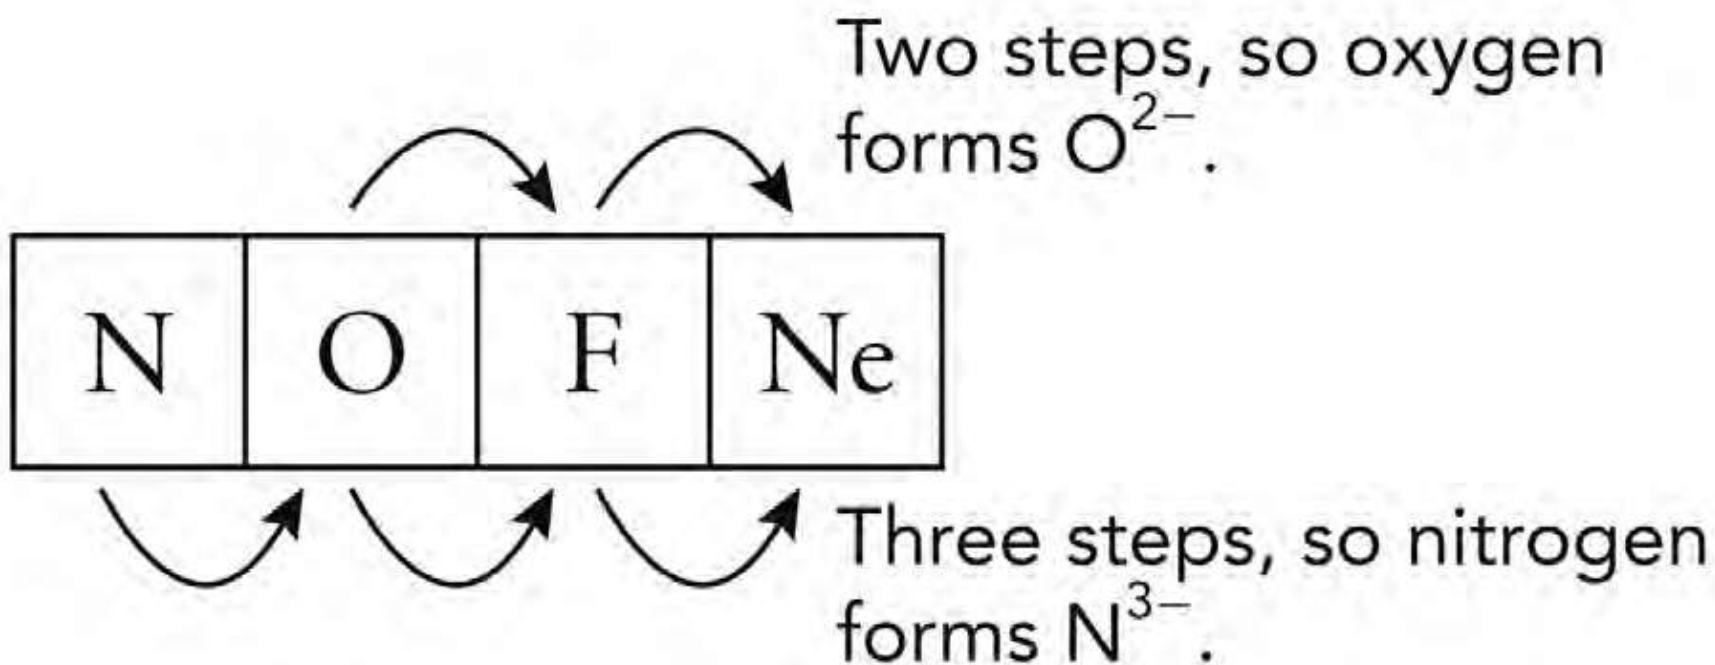 Two steps, so oxygen
forms O²⁻.
N O F Ne
Three steps, so nitrogen
forms N³⁻.